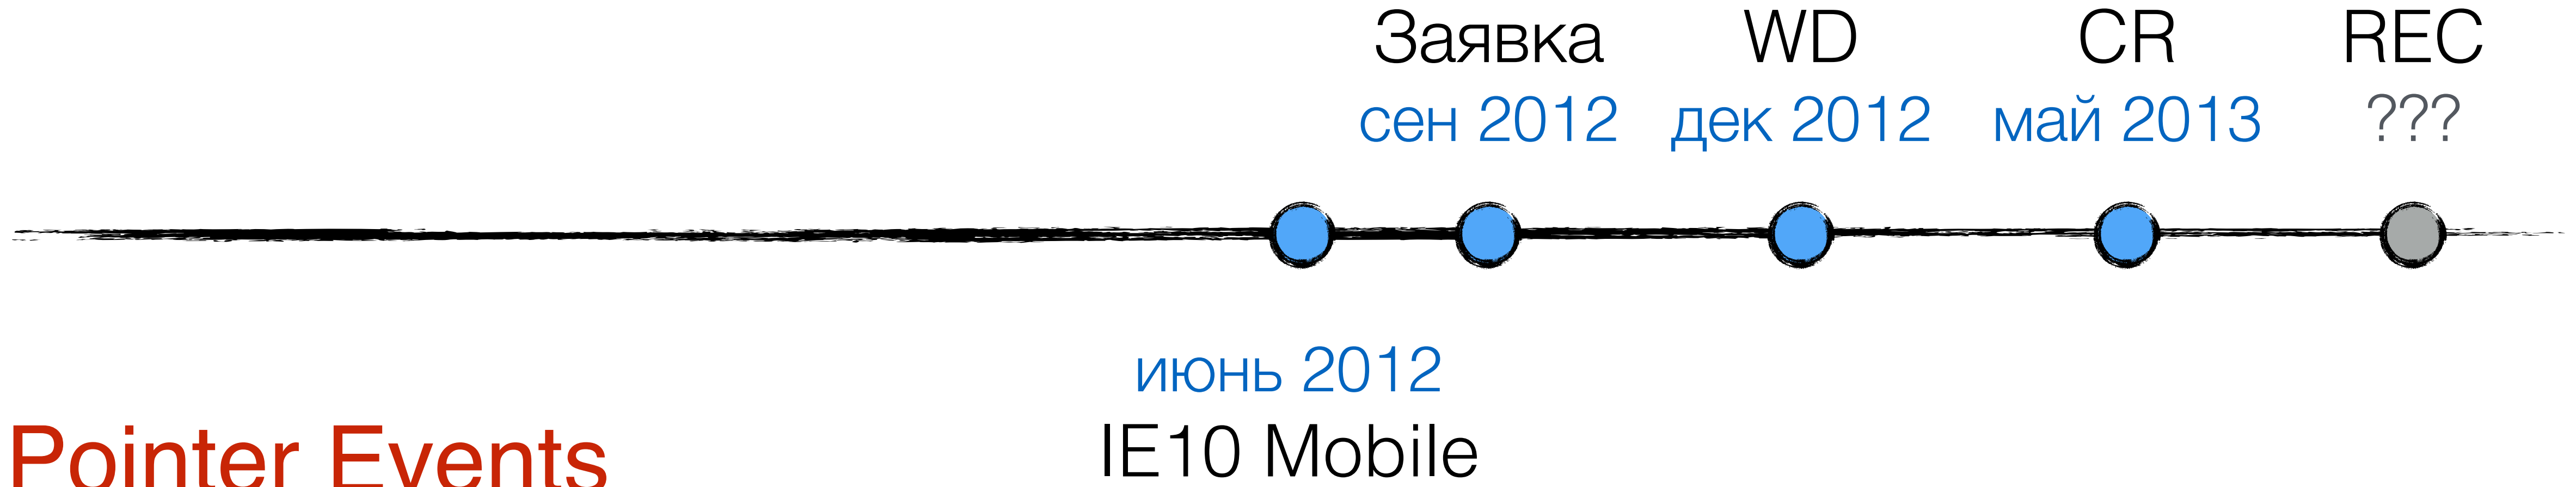 Заявка WD CR REC
сен 2012 дек 2012 май 2013 ???
июнь 2012
IE10 Mobile
Pointer Events